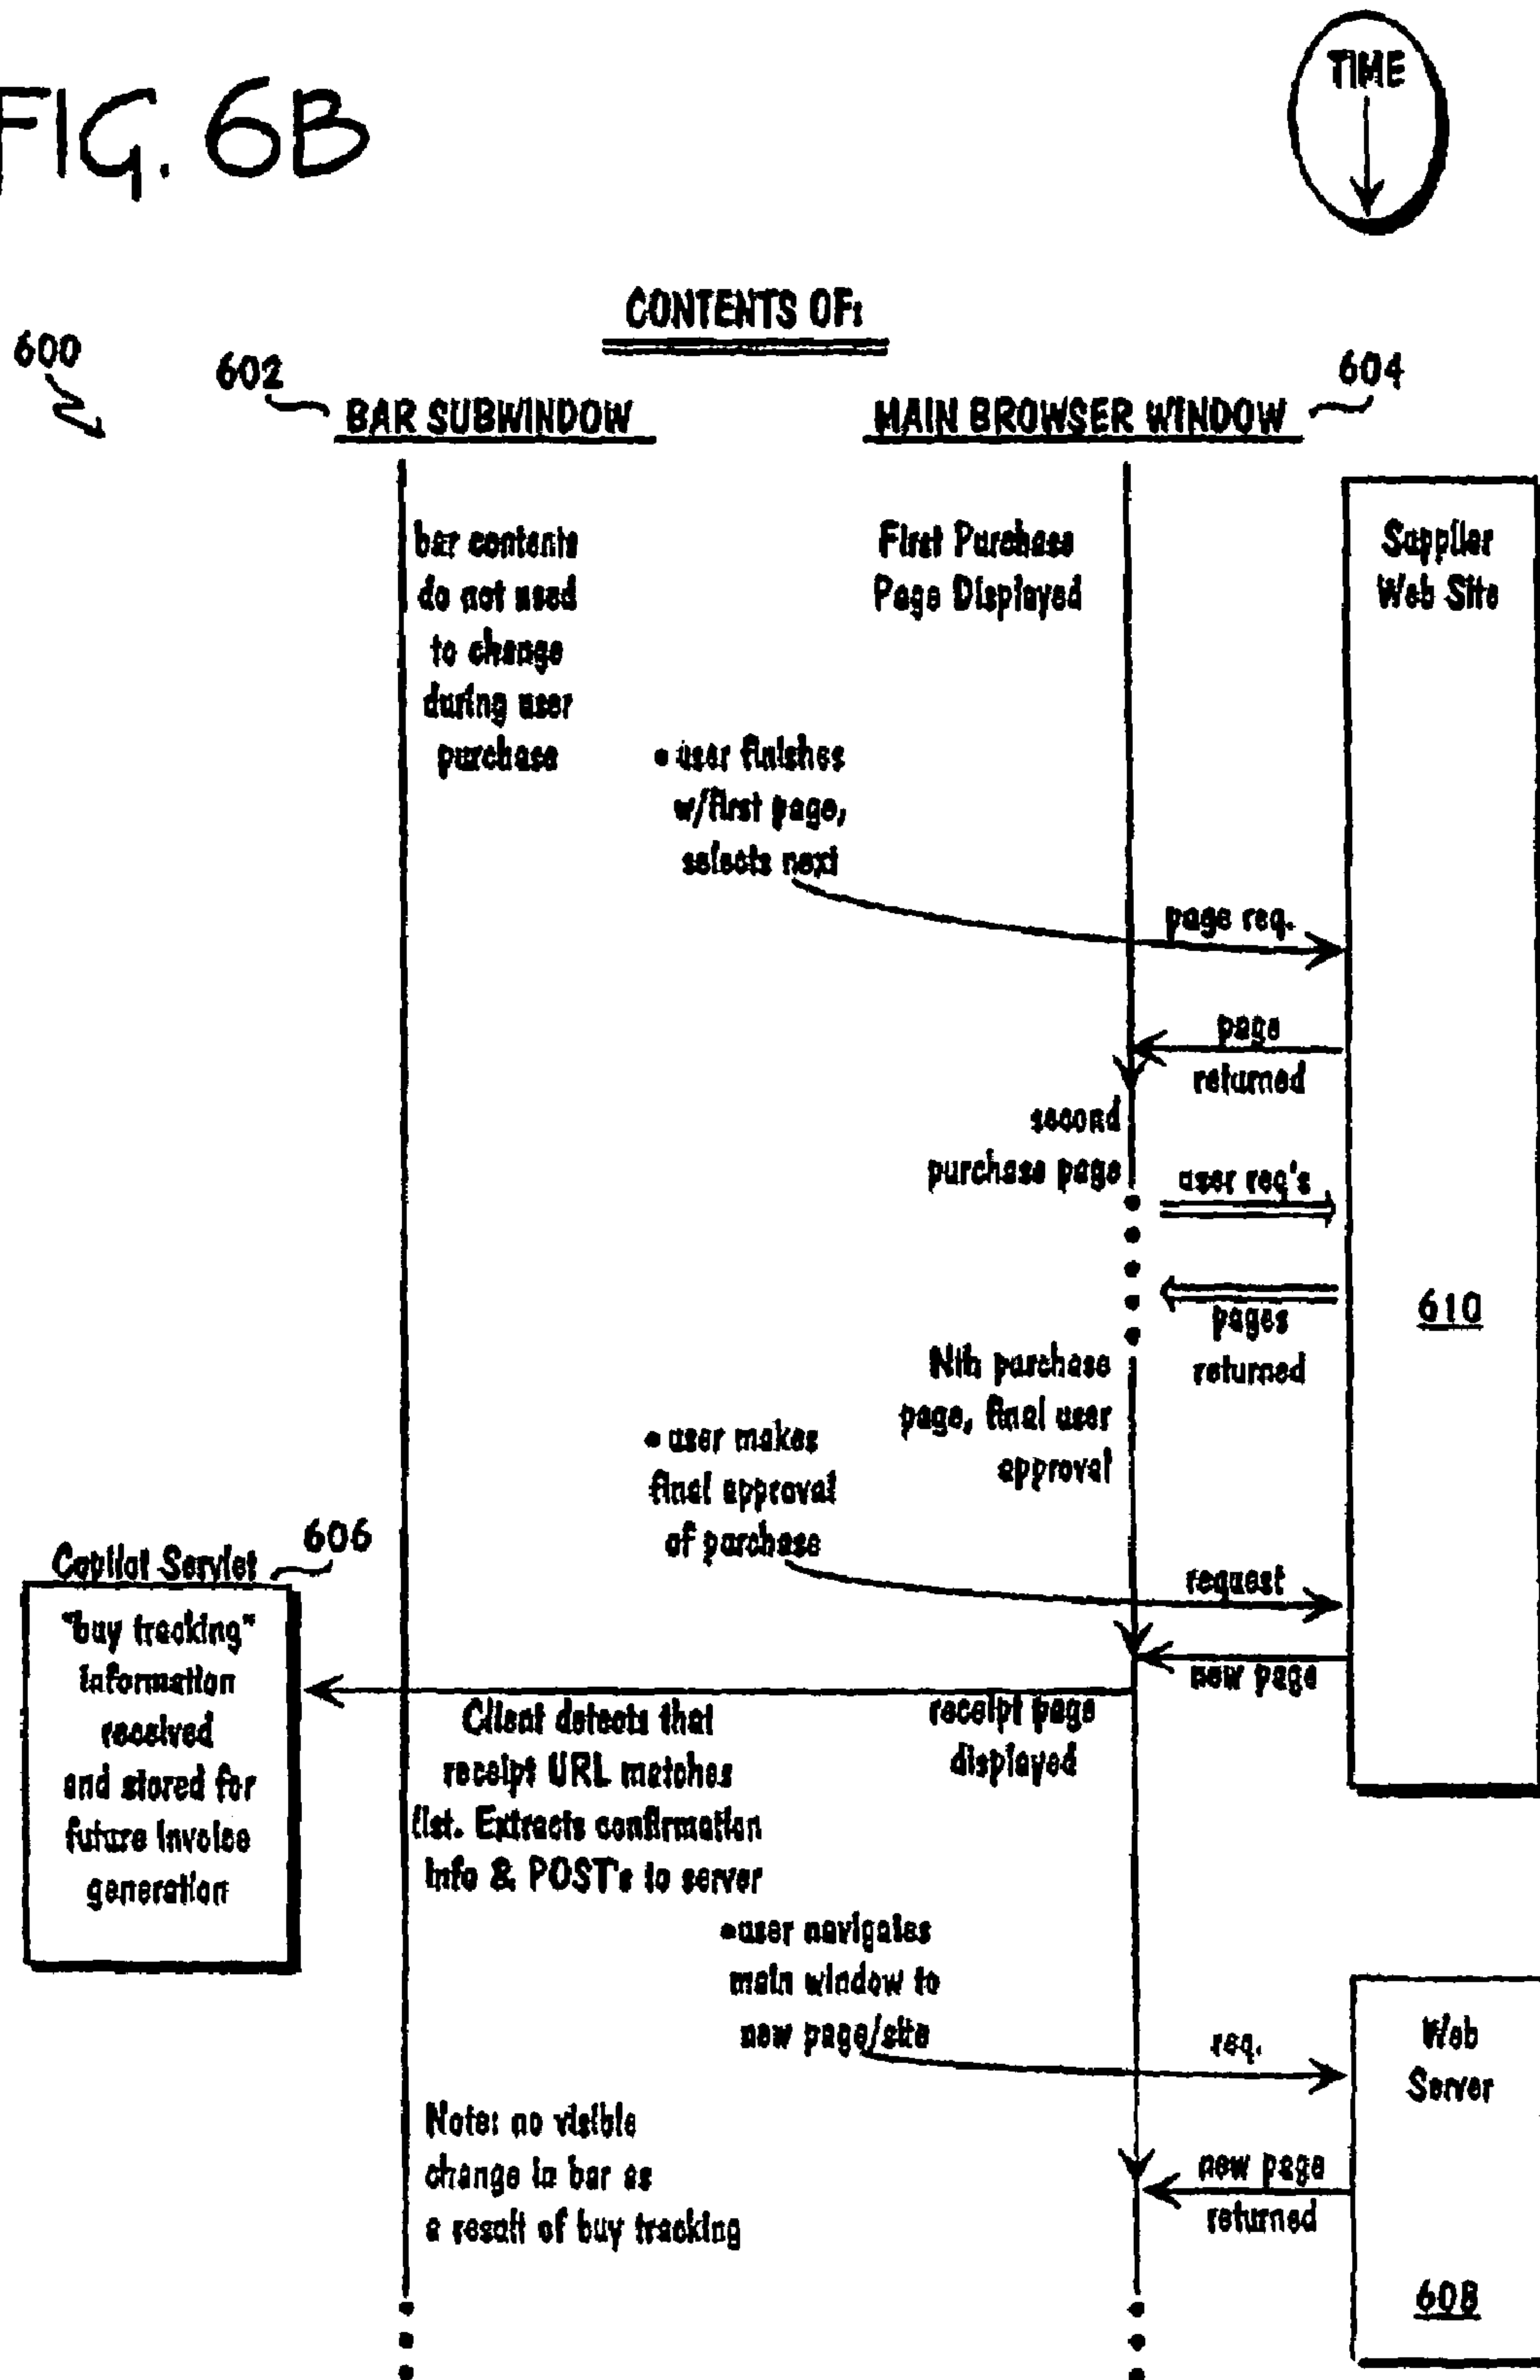 FIG. 6B
TIME
CONTENTS OF:
600
602
BAR SUBWINDOW
MAIN BROWSER WINDOW
604
bar contents
do not used
to change
during user
purchase
First Purchase
Page Displayed
Supplier
Web Site
• user finishes
w/first page,
selects next
page req.
page
returned
second
purchase page
user req's
pages
returned
610
Nth purchase
page, final user
approval
• user makes
final approval
of purchase
request
new page
Copilot Servlet
606
"buy tracking"
information
received
and stored for
future invoice
generation
receipt page
displayed
Client detects that
receipt URL matches
list. Extracts confirmation
info & POST's to server
•user navigates
main window to
new page/site
req.
Web
Server
new page
returned
608
Note: no visible
change in bar as
a result of buy tracking